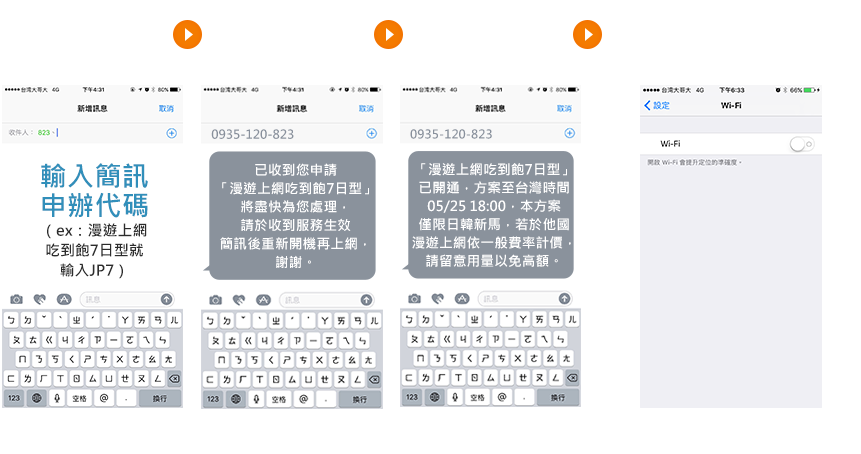 ●●●●● 台灣大哥大 4G 下午4:31 80%
新增訊息 取消
收件人： 823、
輸入簡訊
申辦代碼
（ex：漫遊上網
吃到飽7日型就
輸入JP7）
訊息
ㄅ ㄉ ˇ ˋ ㄓ ˊ ˙ ㄚ ㄞ ㄢ ㄦ
ㄆ ㄊ ㄍ ㄐ ㄔ ㄗ ㄧ ㄛ ㄟ ㄣ
ㄇ ㄋ ㄎ ㄑ ㄕ ㄘ ㄨ ㄜ ㄠ ㄤ
ㄈ ㄌ ㄏ ㄒ ㄖ ㄙ ㄩ ㄝ ㄡ ㄥ
123 空格 @ . 換行
●●●●● 台灣大哥大 4G 下午4:31 80%
新增訊息 取消
0935-120-823
已收到您申請
「漫遊上網吃到飽7日型」
將盡快為您處理，
請於收到服務生效
簡訊後重新開機再上網，
謝謝。
訊息
ㄅ ㄉ ˇ ˋ ㄓ ˊ ˙ ㄚ ㄞ ㄢ ㄦ
ㄆ ㄊ ㄍ ㄐ ㄔ ㄗ ㄧ ㄛ ㄟ ㄣ
ㄇ ㄋ ㄎ ㄑ ㄕ ㄘ ㄨ ㄜ ㄠ ㄤ
ㄈ ㄌ ㄏ ㄒ ㄖ ㄙ ㄩ ㄝ ㄡ ㄥ
123 空格 @ . 換行
●●●●● 台灣大哥大 4G 下午4:31 80%
新增訊息 取消
0935-120-823
「漫遊上網吃到飽7日型」
已開通，方案至台灣時間
05/25 18:00，本方案
僅限日韓新馬，若於他國
漫遊上網依一般費率計價，
請留意用量以免高額。
訊息
ㄅ ㄉ ˇ ˋ ㄓ ˊ ˙ ㄚ ㄞ ㄢ ㄦ
ㄆ ㄊ ㄍ ㄐ ㄔ ㄗ ㄧ ㄛ ㄟ ㄣ
ㄇ ㄋ ㄎ ㄑ ㄕ ㄘ ㄨ ㄜ ㄠ ㄤ
ㄈ ㄌ ㄏ ㄒ ㄖ ㄙ ㄩ ㄝ ㄡ ㄥ
123 空格 @ . 換行
●●●●● 台灣大哥大 4G 下午6:33 66%
設定 Wi-Fi
Wi-Fi
開啟 Wi-Fi 會提升定位的準確度。